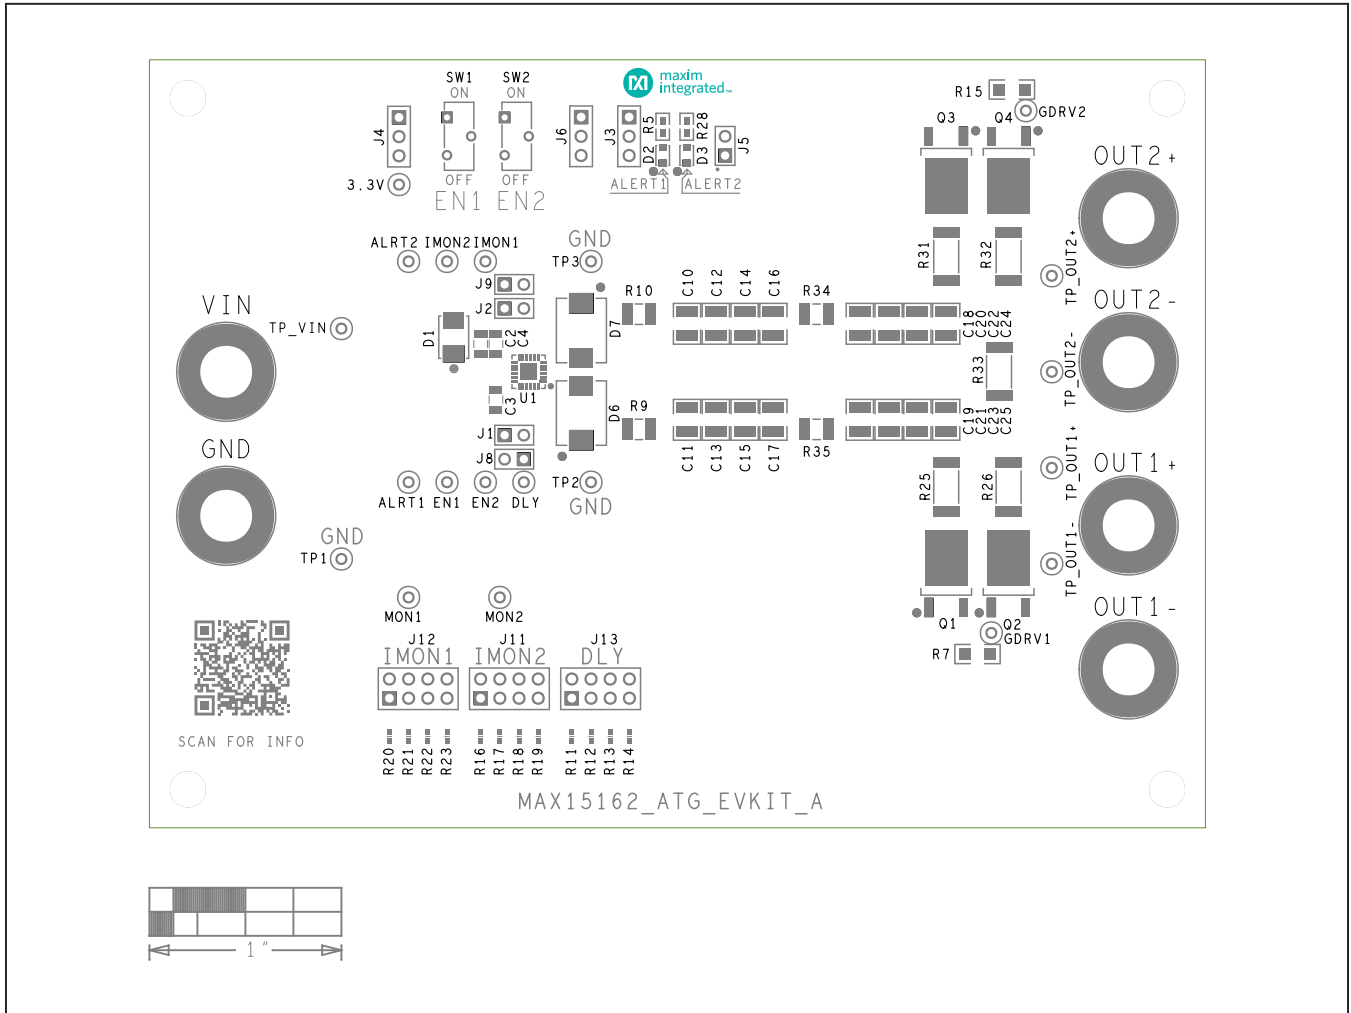 maxim
integrated™
SW1
ON
SW2
ON
J4
J6
J3
R5
R28
D2
D3
J5
OFF
OFF
EN1
EN2
3.3V
ALERT1
ALERT2
R15
GDRV2
Q3
Q4
OUT2+
R31
R32
TP_OUT2+
ALRT2
IMON2
IMON1
GND
TP3
J9
J2
VIN
TP_VIN
D1
C2
C4
U1
C3
D7
D6
R10
C10
C12
C14
C16
R34
C18
C20
C22
C24
OUT2-
TP_OUT2-
R33
R9
C11
C13
C15
C17
R35
C19
C21
C23
C25
J1
J8
GND
ALRT1
EN1
EN2
DLY
TP2
GND
R25
R26
TP_OUT1+
OUT1+
TP_OUT1-
GND
TP1
Q1
Q2
GDRV1
R7
OUT1-
MON1
MON2
J12
IMON1
J11
IMON2
J13
DLY
SCAN FOR INFO
R20
R21
R22
R23
R16
R17
R18
R19
R11
R12
R13
R14
MAX15162_ATG_EVKIT_A
1"